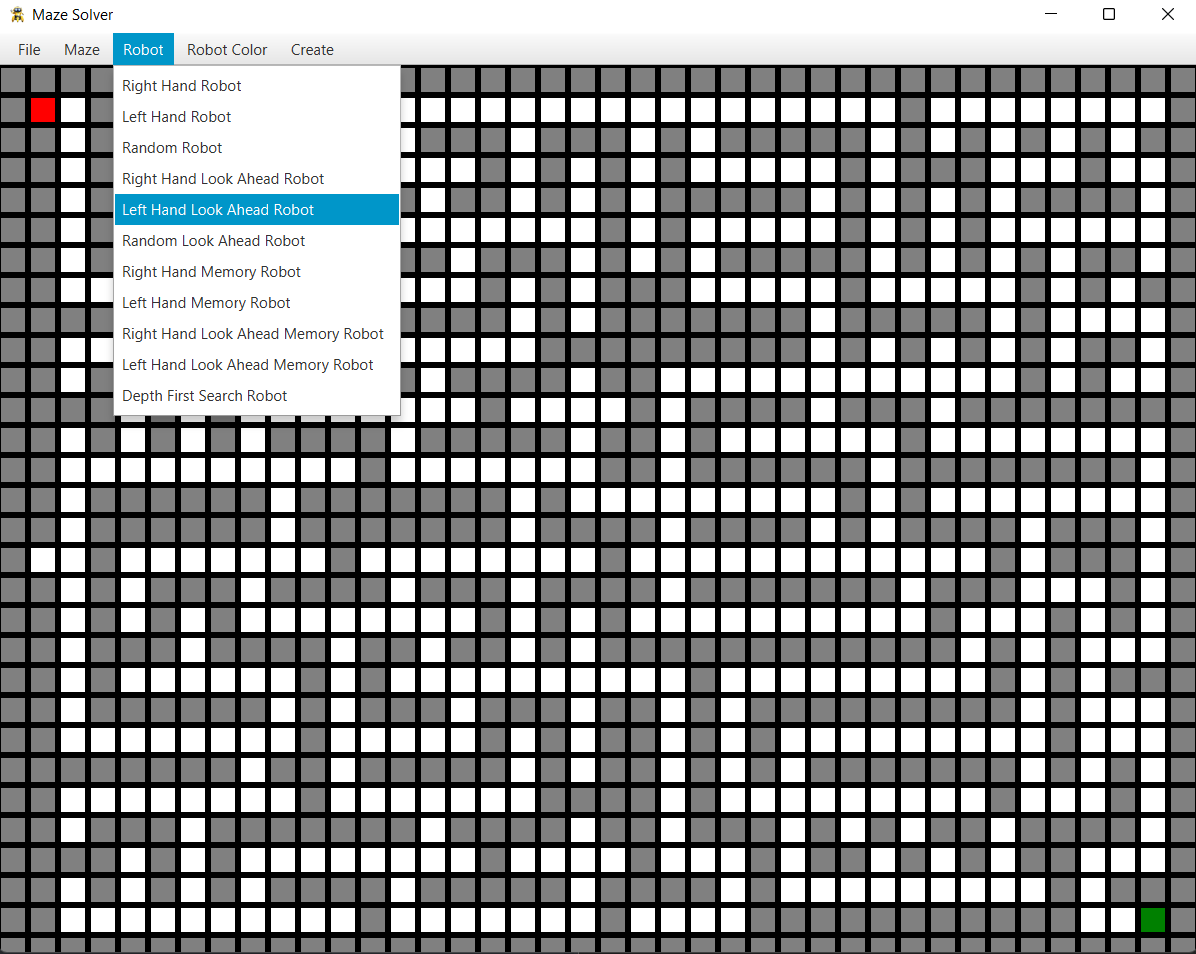 Maze Solver
File Maze Robot Robot Color Create
Right Hand Robot
Left Hand Robot
Random Robot
Right Hand Look Ahead Robot
Left Hand Look Ahead Robot
Random Look Ahead Robot
Right Hand Memory Robot
Left Hand Memory Robot
Right Hand Look Ahead Memory Robot
Left Hand Look Ahead Memory Robot
Depth First Search Robot